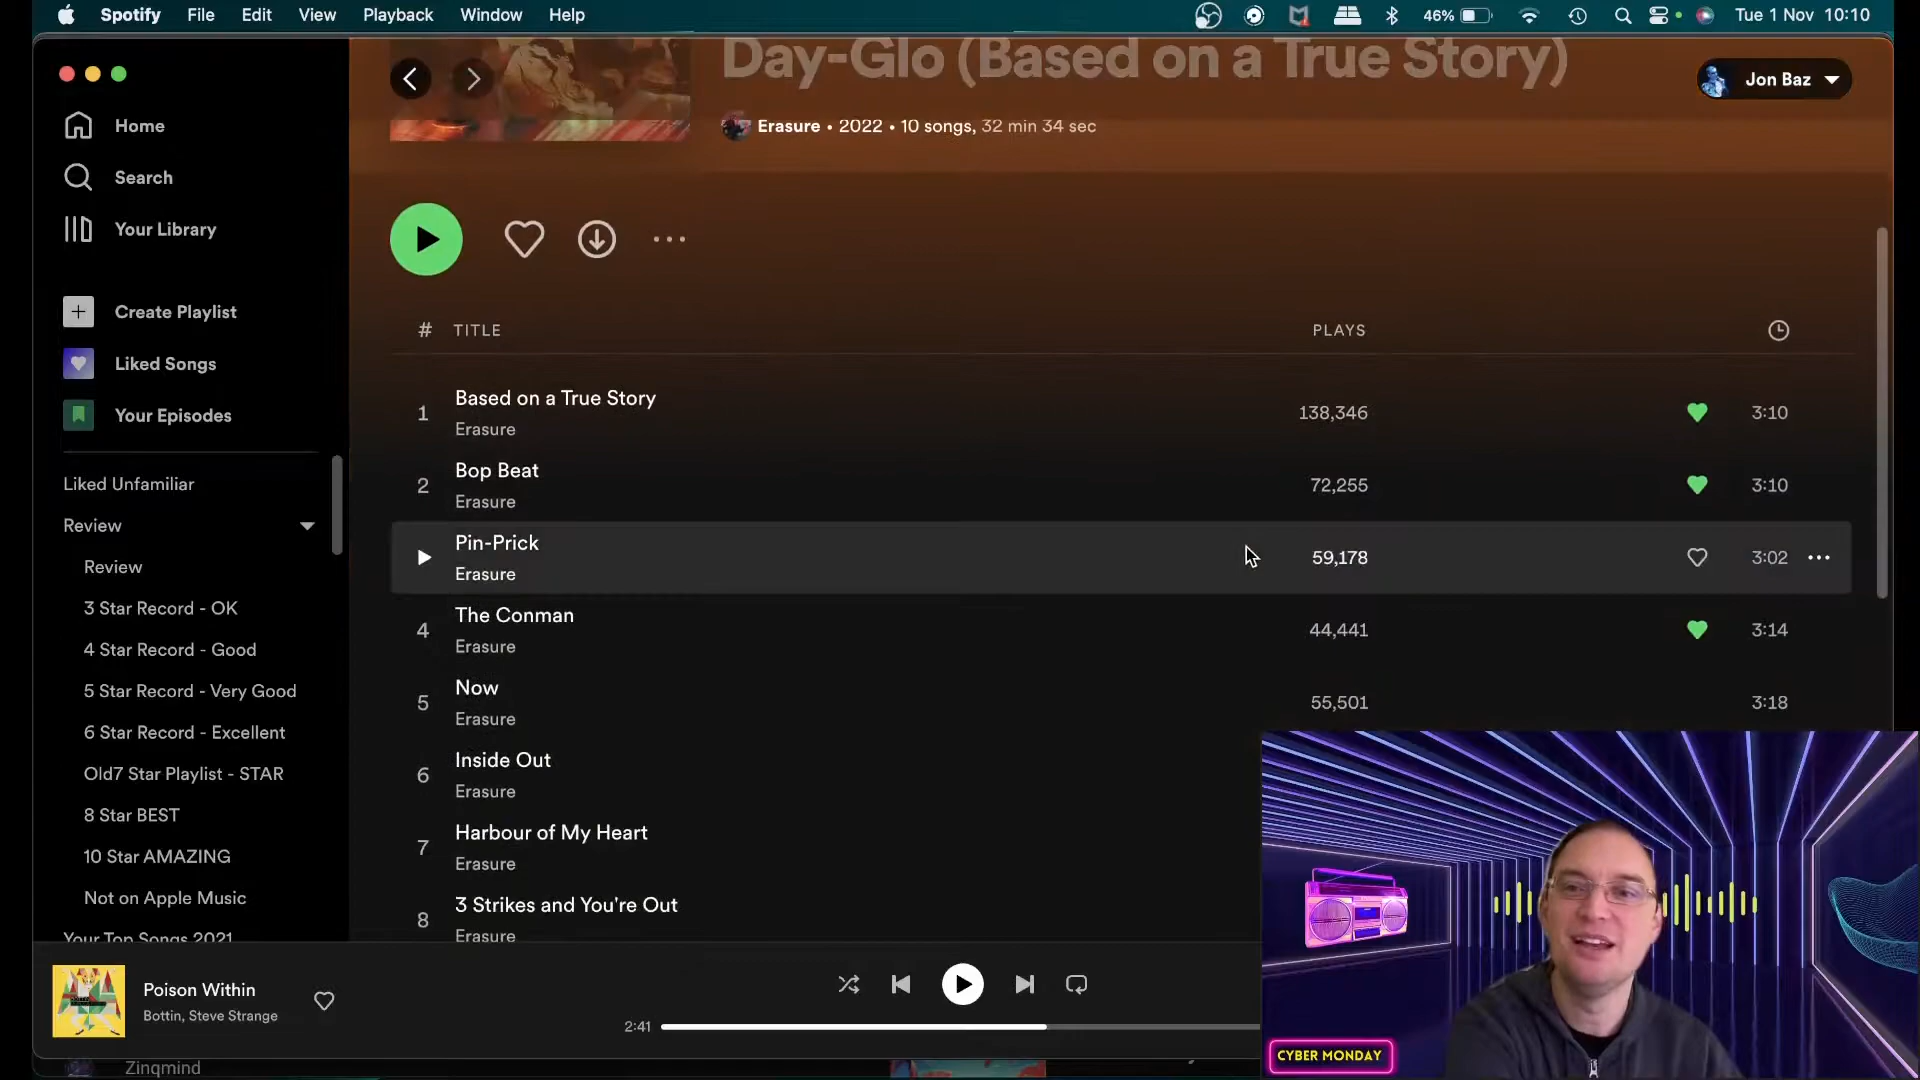 Spotify File Edit View Playback Window Help 46% Tue 1 Nov 10:10
Day-Glo (Based on a True Story)
Jon Baz
Erasure • 2022 • 10 songs, 32 min 34 sec
Home
Search
Your Library
Create Playlist
Liked Songs
Your Episodes
Liked Unfamiliar
Review
Review
3 Star Record - OK
4 Star Record - Good
5 Star Record - Very Good
6 Star Record - Excellent
Old7 Star Playlist - STAR
8 Star BEST
10 Star AMAZING
Not on Apple Music
Your Top Songs 2021
# TITLE PLAYS
1 Based on a True Story 138,346 3:10
Erasure
2 Bop Beat 72,255 3:10
Erasure
Pin-Prick 59,178 3:02
Erasure
4 The Conman 44,441 3:14
Erasure
5 Now 55,501 3:18
Erasure
6 Inside Out
Erasure
7 Harbour of My Heart
Erasure
8 3 Strikes and You're Out
Erasure
Poison Within
Bottin, Steve Strange
2:41
CYBER MONDAY
Zinqmind